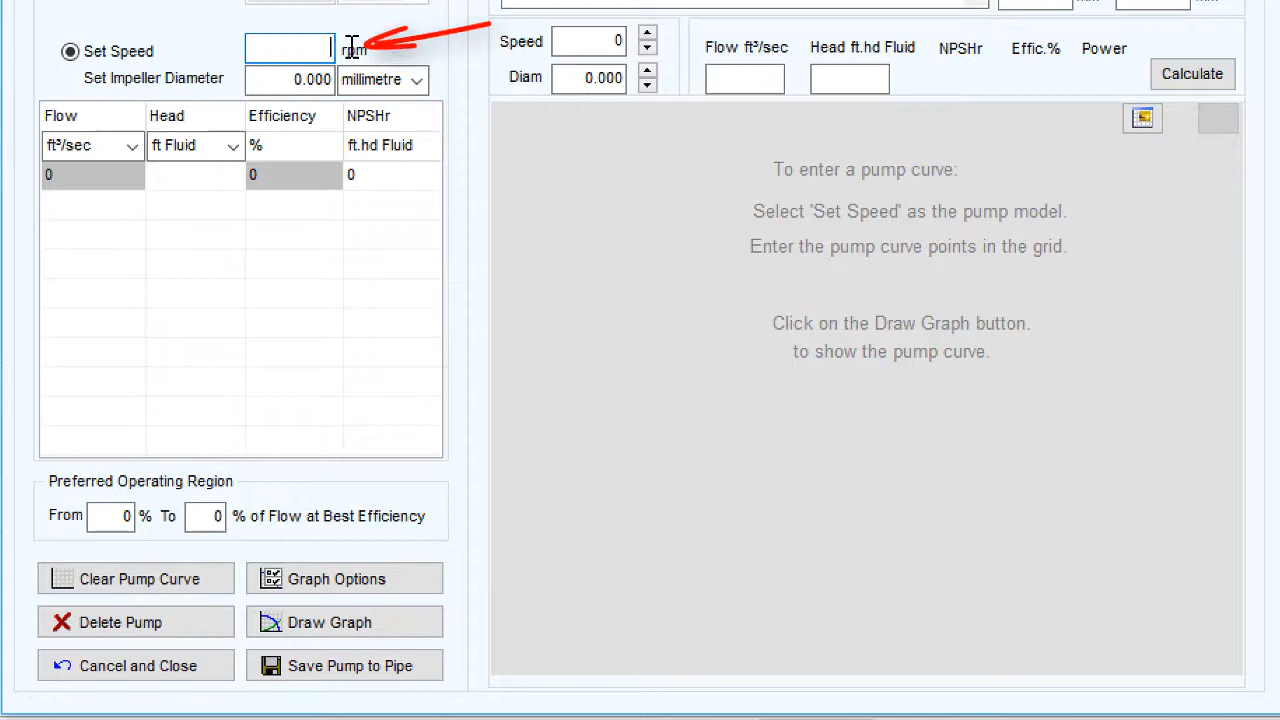 Set Speed rpm
Set Impeller Diameter 0.000 millimetre
Flow Head Efficiency NPSHr
ft³/sec ft Fluid % ft.hd Fluid
0 0 0
Preferred Operating Region
From 0 % To 0 % of Flow at Best Efficiency
Clear Pump Curve Graph Options
Delete Pump Draw Graph
Cancel and Close Save Pump to Pipe
Speed 0
Diam 0.000
Flow ft³/sec Head ft.hd Fluid NPSHr Effic.% Power
Calculate
To enter a pump curve:
Select 'Set Speed' as the pump model.
Enter the pump curve points in the grid.
Click on the Draw Graph button.
to show the pump curve.